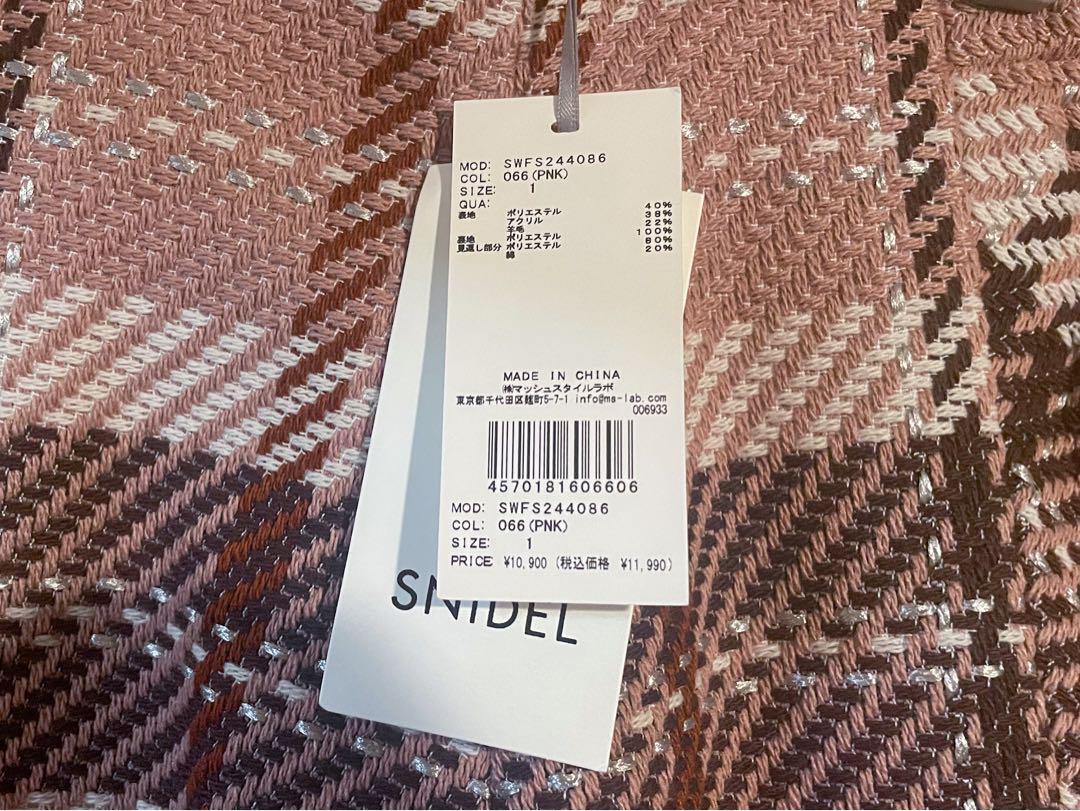 MOD: SWFS244086
COL: 066(PNK)
SIZE: 1
QUA:
表地 ポリエステル 40%
アクリル 38%
羊毛 22%
裏地 ポリエステル 100%
見返し部分 ポリエステル 80%
綿 20%
MADE IN CHINA
㈱マッシュスタイルラボ
東京都千代田区麹町5-7-1 info@ms-lab.com
006933
4570181606606
MOD: SWFS244086
COL: 066(PNK)
SIZE: 1
PRICE ¥10,900 (税込価格 ¥11,990)
SNIDEL